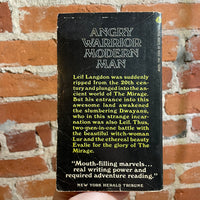 ANGRY
WARRIOR
MODERN
MAN
Leif Langdon was suddenly
ripped from the 20th cen-
tury and plunged into the an-
cient world of The Mirage.
But his entrance into this
awesome land awakened the
slumbering Dwayanu, who
in this strange incarna-
tion was also Leif. Thus,
two-men-in-one battle with
the beautiful witch-woman
Lur and the ethereal beauty
Evalie for the glory of The
Mirage.
"Mouth-filling marvels...
real writing power and
required adventure reading."
NEW YORK HERALD TRIBUNE